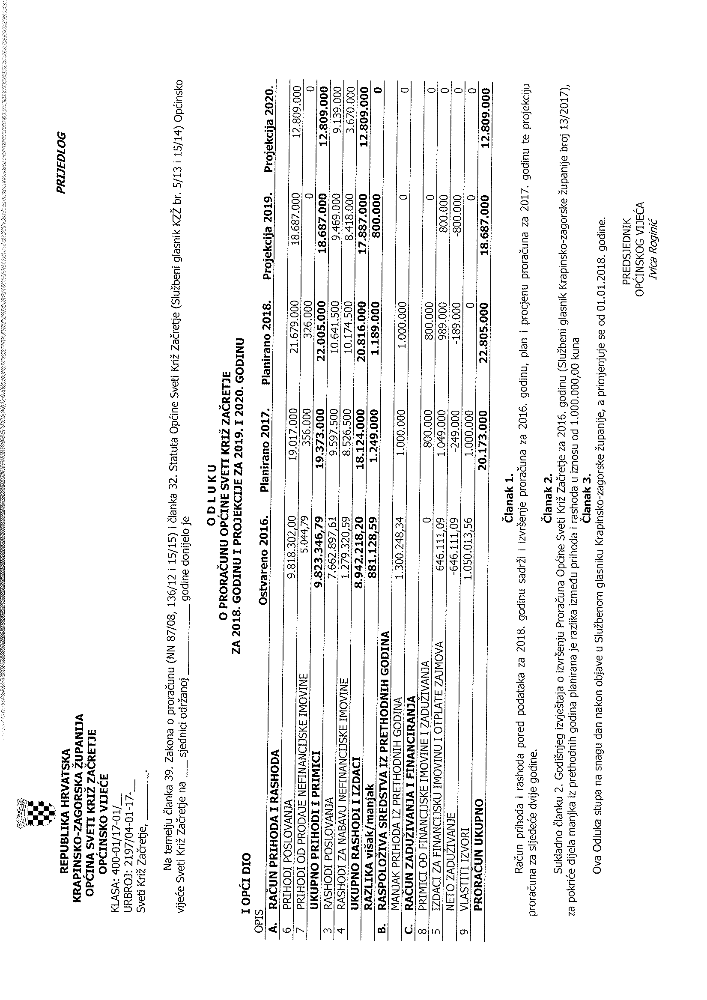 PRIJEDLOG
REPUBLIKA HRVATSKA
KRAPINSKO-ZAGORSKA ŽUPANIJA
OPĆINA SVETI KRIŽ ZAČRETJE
OPĆINSKO VIJEĆE
KLASA: 400-01/17-01/__
URBROJ: 2197/04-01-17-__
Sveti Križ Začretje, ________.
Na temelju članka 39. Zakona o proračunu (NN 87/08, 136/12 i 15/15) i članka 32. Statuta Općine Sveti Križ Začretje (Službeni glasnik KZŽ br. 5/13 i 15/14) Općinsko
vijeće Sveti Križ Začretje na ____ sjednici održanoj ______________ godine donijelo je
O D L U K U
O PRORAČUNU OPĆINE SVETI KRIŽ ZAČRETJE
ZA 2018. GODINU I PROJEKCIJE ZA 2019. I 2020. GODINU
I OPĆI DIO
OPIS Ostvareno 2016. Planirano 2017. Planirano 2018. Projekcija 2019. Projekcija 2020.
A. RAČUN PRIHODA I RASHODA
6 PRIHODI POSLOVANJA 9.818.302,00 19.017.000 21.679.000 18.687.000 12.809.000
7 PRIHODI OD PRODAJE NEFINANCIJSKE IMOVINE 5.044,79 356.000 326.000 0 0
UKUPNO PRIHODI I PRIMICI 9.823.346,79 19.373.000 22.005.000 18.687.000 12.809.000
3 RASHODI POSLOVANJA 7.662.897,61 9.597.500 10.641.500 9.469.000 9.139.000
4 RASHODI ZA NABAVU NEFINANCIJSKE IMOVINE 1.279.320,59 8.526.500 10.174.500 8.418.000 3.670.000
UKUPNO RASHODI I IZDACI 8.942.218,20 18.124.000 20.816.000 17.887.000 12.809.000
RAZLIKA višak/manjak 881.128,59 1.249.000 1.189.000 800.000 0
B. RASPOLOŽIVA SREDSTVA IZ PRETHODNIH GODINA
MANJAK PRIHODA IZ PRETHODNIH GODINA 1.300.248,34 1.000.000 1.000.000 0 0
C. RAČUN ZADUŽIVANJA I FINANCIRANJA
8 PRIMICI OD FINANCIJSKE IMOVINE I ZADUŽIVANJA 0 800.000 800.000 0 0
5 IZDACI ZA FINANCIJSKU IMOVINU I OTPLATE ZAJMOVA 646.111,09 1.049.000 989.000 800.000 0
NETO ZADUŽIVANJE -646.111,09 -249.000 -189.000 -800.000 0
9 VLASTITI IZVORI 1.050.013,56 1.000.000 0 0 0
PRORAČUN UKUPNO 20.173.000 22.805.000 18.687.000 12.809.000
Članak 1.
Račun prihoda i rashoda pored podataka za 2018. godinu sadrži i izvršenje proračuna za 2016. godinu, plan i procjenu proračuna za 2017. godinu te projekciju
proračuna za sljedeće dvije godine.
Članak 2.
Sukladno članku 2. Godišnjeg izvještaja o izvršenju Proračuna Općine Sveti Križ Začretje za 2016. godinu (Službeni glasnik Krapinsko-zagorske županije broj 13/2017),
za pokriće dijela manjka iz prethodnih godina planirana je razlika između prihoda i rashoda u iznosu od 1.000.000,00 kuna
Članak 3.
Ova Odluka stupa na snagu dan nakon objave u Službenom glasniku Krapinsko-zagorske županije, a primjenjuje se od 01.01.2018. godine.
PREDSJEDNIK
OPĆINSKOG VIJEĆA
Ivica Roginić